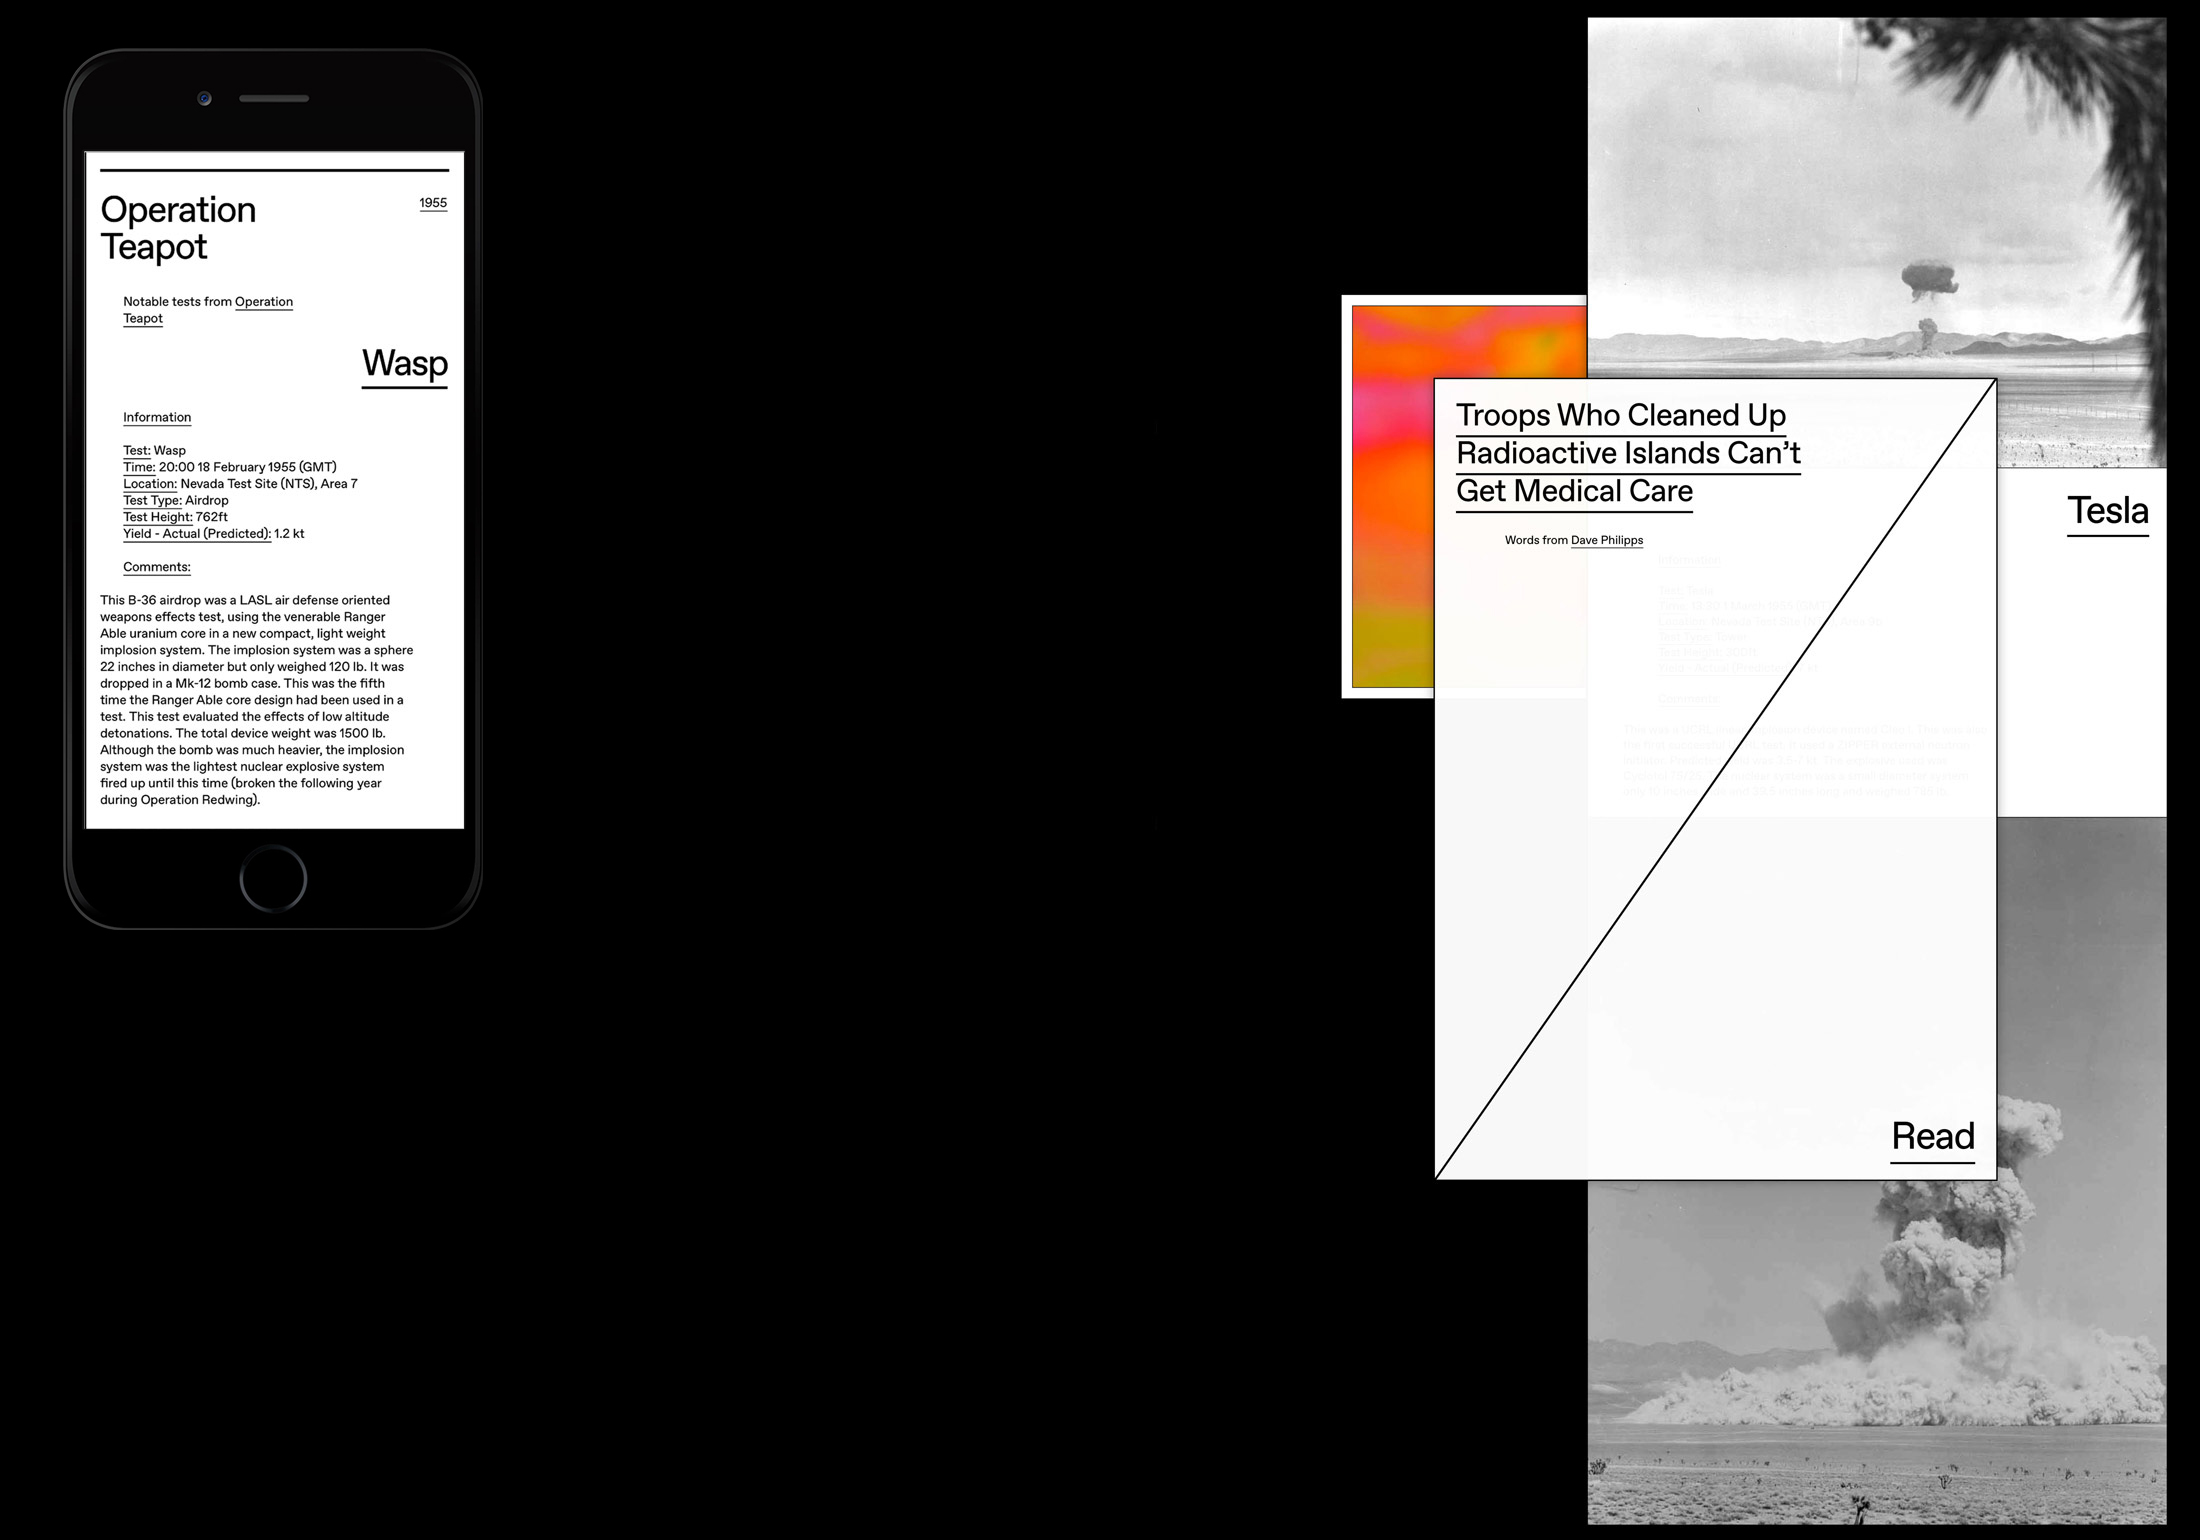 Operation
Teapot
1955
Notable tests from Operation
Teapot
Wasp
Information
Test: Wasp
Time: 20:00 18 February 1955 (GMT)
Location: Nevada Test Site (NTS), Area 7
Test Type: Airdrop
Test Height: 762ft
Yield - Actual (Predicted): 1.2 kt
Comments:
This B-36 airdrop was a LASL air defense oriented
weapons effects test, using the venerable Ranger
Able uranium core in a new compact, light weight
implosion system. The implosion system was a sphere
22 inches in diameter but only weighed 120 lb. It was
dropped in a Mk-12 bomb case. This was the fifth
time the Ranger Able core design had been used in a
test. This test evaluated the effects of low altitude
detonations. The total device weight was 1500 lb.
Although the bomb was much heavier, the implosion
system was the lightest nuclear explosive system
fired up until this time (broken the following year
during Operation Redwing).
Troops Who Cleaned Up
Radioactive Islands Can’t
Get Medical Care
Words from Dave Philipps
Tesla
Information
Comments:
Read